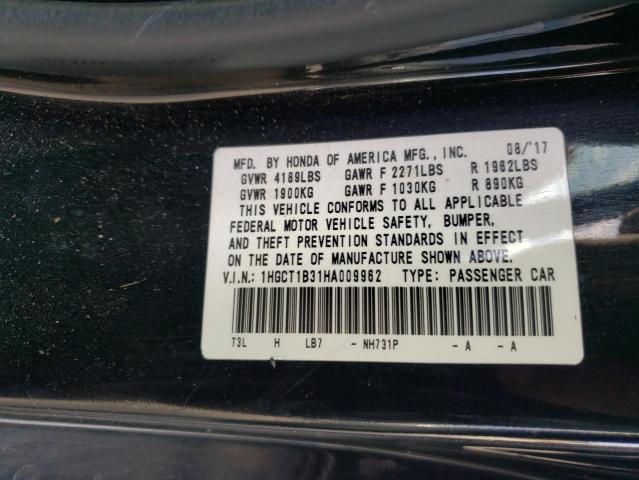 MFD. BY HONDA OF AMERICA MFG., INC. 08/'17
GVWR 4189LBS GAWR F 2271LBS R 1962LBS
GVWR 1900KG GAWR F 1030KG R 890KG
THIS VEHICLE CONFORMS TO ALL APPLICABLE
FEDERAL MOTOR VEHICLE SAFETY, BUMPER,
AND THEFT PREVENTION STANDARDS IN EFFECT
ON THE DATE OF MANUFACTURE SHOWN ABOVE.
V.I.N.: 1HGCT1B31HA009962 TYPE: PASSENGER CAR
T3L H LB7 - NH731P - A - A